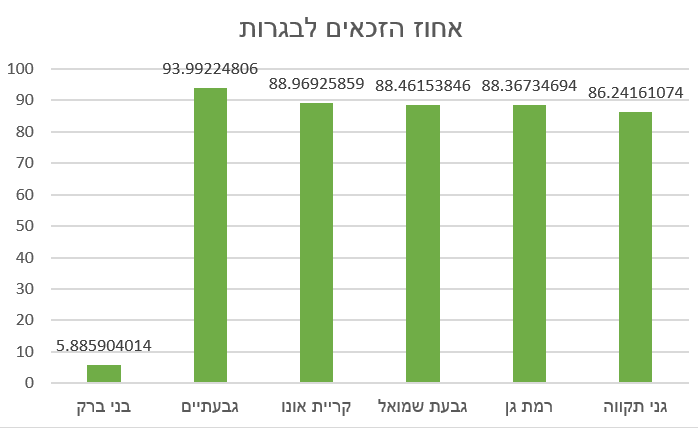 אחוז הזכאים לבגרות
100
90
80
70
60
50
40
30
20
10
0
5.885904014
93.99224806
88.96925859
88.46153846
88.36734694
86.24161074
בני ברק
גבעתיים
קריית אונו
גבעת שמואל
רמת גן
גני תקווה